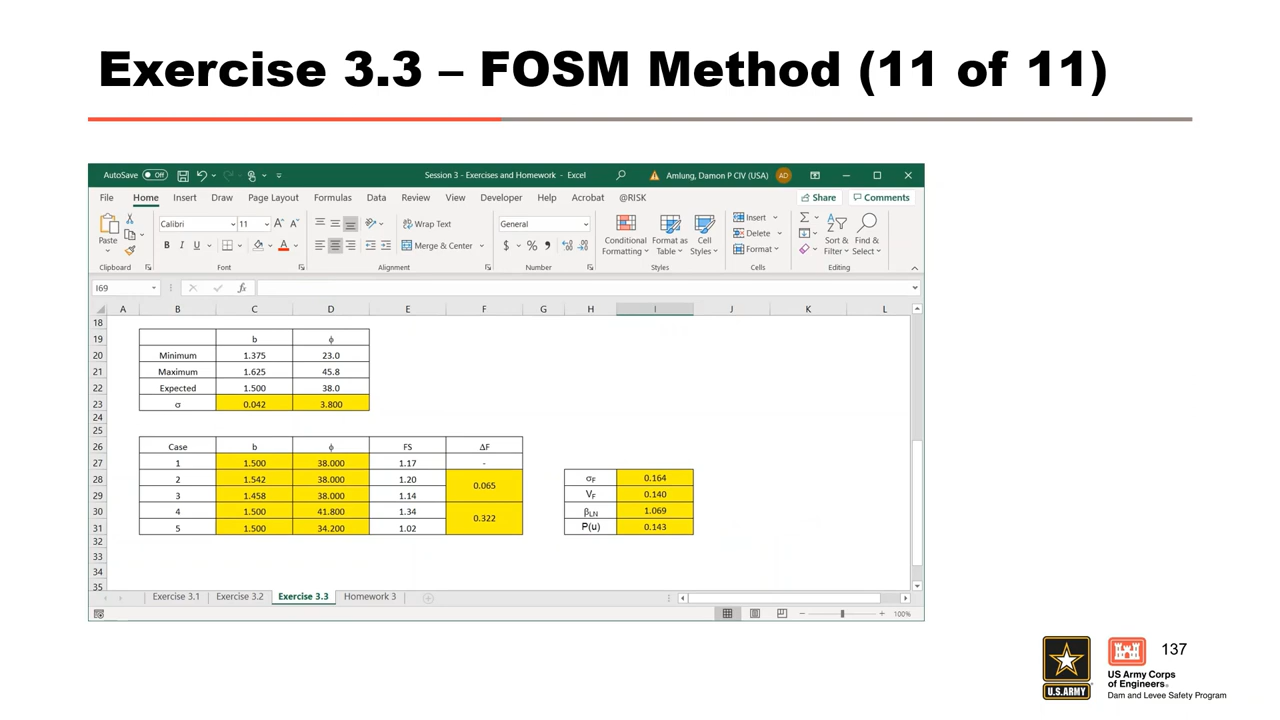 Exercise 3.3 – FOSM Method (11 of 11)
AutoSave Off
Session 3 - Exercises and Homework - Excel
Amlung, Damon P CIV (USA) AD
File Home Insert Draw Page Layout Formulas Data Review View Developer Help Acrobat @RISK Share Comments
Paste
Calibri 11 A A
B I U A
Wrap Text
Merge & Center
General
$ % ,
Conditional Formatting
Format as Table
Cell Styles
Insert
Delete
Format
Sort & Filter
Find & Select
Clipboard Font Alignment Number Styles Cells Editing
I69 fx
A B C D E F G H I J K L
18
19 b ϕ
20 Minimum 1.375 23.0
21 Maximum 1.625 45.8
22 Expected 1.500 38.0
23 σ 0.042 3.800
24
25
26 Case b ϕ FS ΔF
27 1 1.500 38.000 1.17 -
28 2 1.542 38.000 1.20 0.065 σF 0.164
29 3 1.458 38.000 1.14 VF 0.140
30 4 1.500 41.800 1.34 0.322 βLN 1.069
31 5 1.500 34.200 1.02 P(u) 0.143
32
33
34
35
Exercise 3.1 Exercise 3.2 Exercise 3.3 Homework 3
100%
U.S.ARMY
US Army Corps
of Engineers®
Dam and Levee Safety Program
137